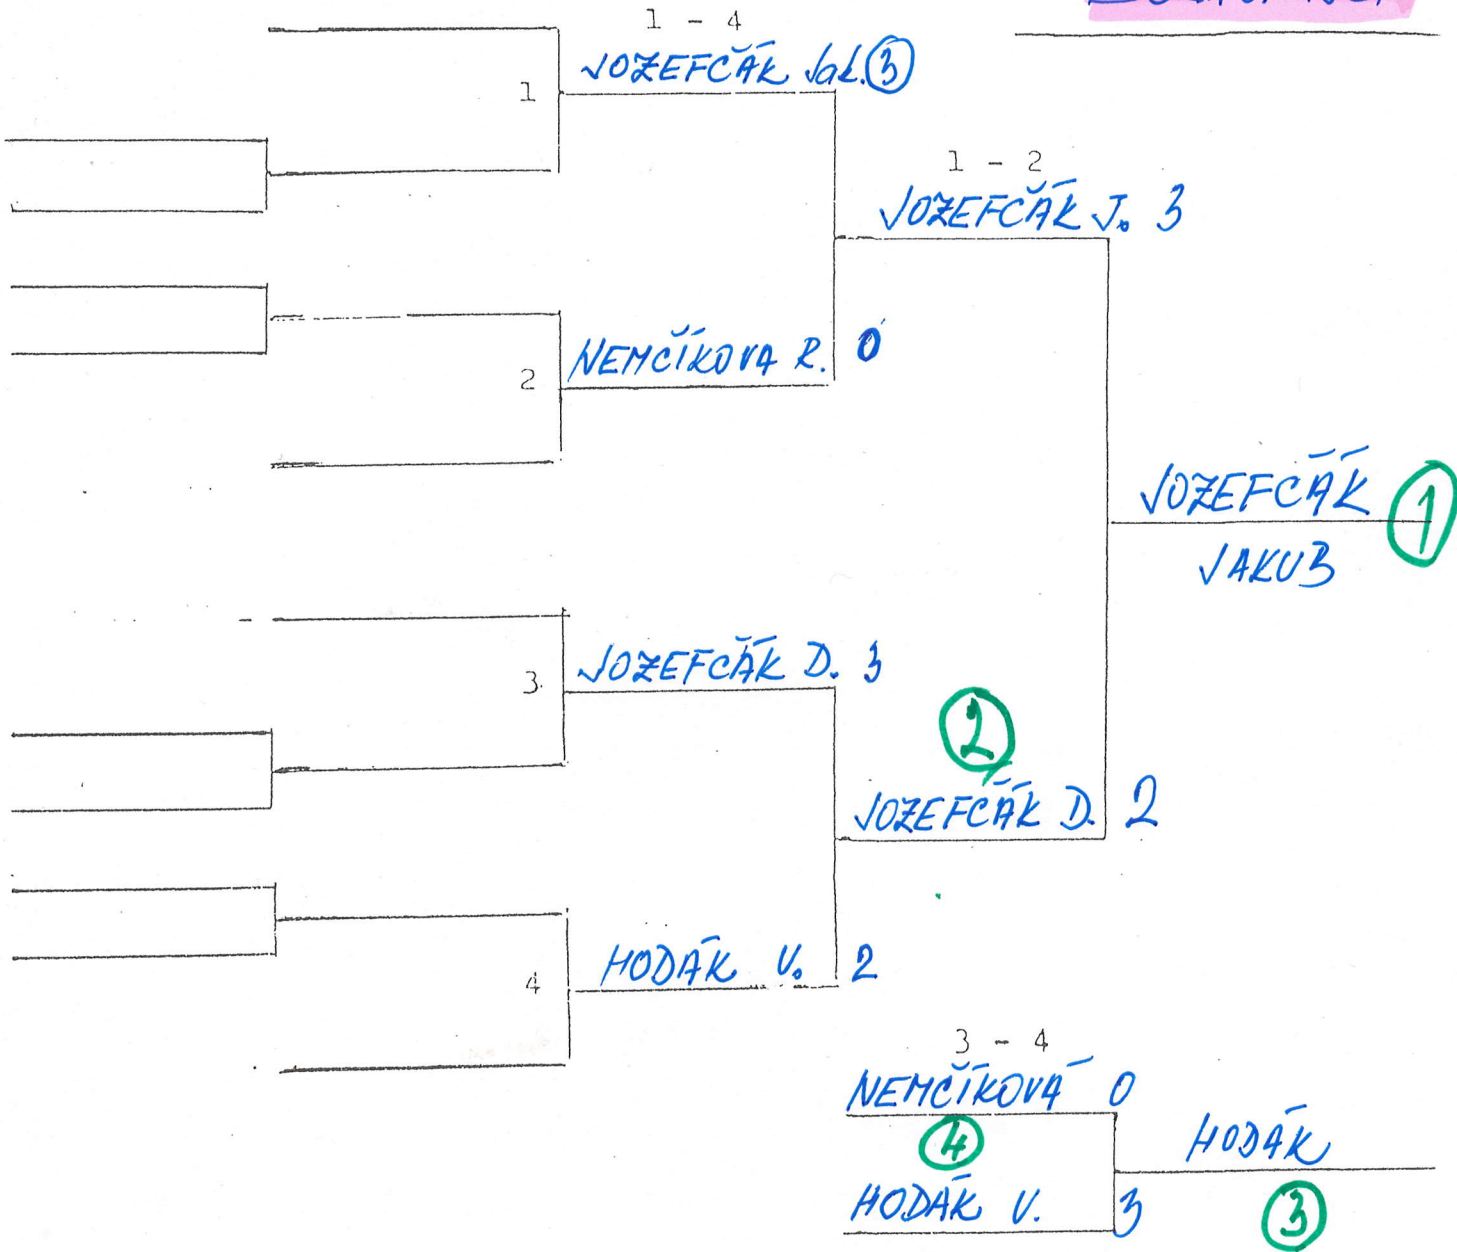 1 - 4
JOZEFČÁK Jak. 3
1
1 - 2
JOZEFČÁK J. 3
NEMČÍKOVA R. 0
2
JOZEFČÁK 1
JAKUB
JOZEFČÁK D. 3
3.
2
JOZEFČÁK D. 2
HODÁK V. 2
4
3 - 4
NEMČÍKOVÁ 0
4
HODÁK
HODÁK V. 3
3